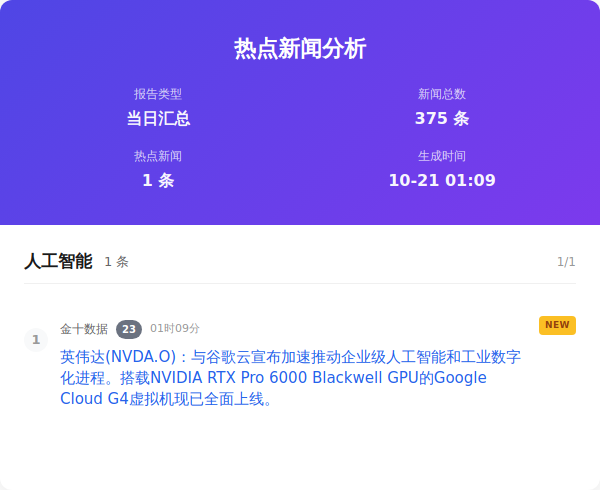 热点新闻分析
报告类型
当日汇总
新闻总数
375 条
热点新闻
1 条
生成时间
10-21 01:09
人工智能 1 条 1/1
1 金十数据 23 01时09分 NEW
英伟达(NVDA.O)：与谷歌云宣布加速推动企业级人工智能和工业数字
化进程。搭载NVIDIA RTX Pro 6000 Blackwell GPU的Google
Cloud G4虚拟机现已全面上线。